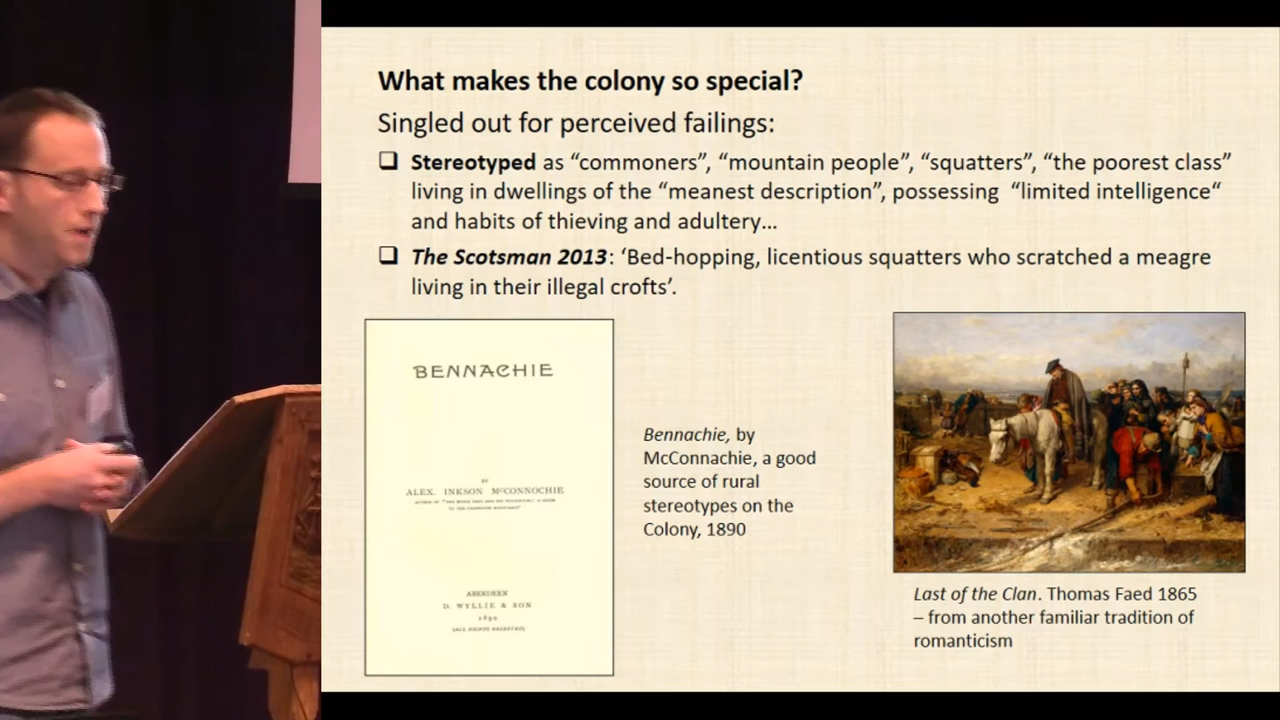 What makes the colony so special?
Singled out for perceived failings:
Stereotyped as “commoners”, “mountain people”, “squatters”, “the poorest class”
living in dwellings of the “meanest description”, possessing “limited intelligence“
and habits of thieving and adultery…
The Scotsman 2013: ‘Bed-hopping, licentious squatters who scratched a meagre
living in their illegal crofts’.
BENNACHIE
BY
ALEX. INKSON McCONNOCHIE
ABERDEEN
D. WYLLIE & SON
1890
Bennachie, by
McConnachie, a good
source of rural
stereotypes on the
Colony, 1890
Last of the Clan. Thomas Faed 1865
– from another familiar tradition of
romanticism